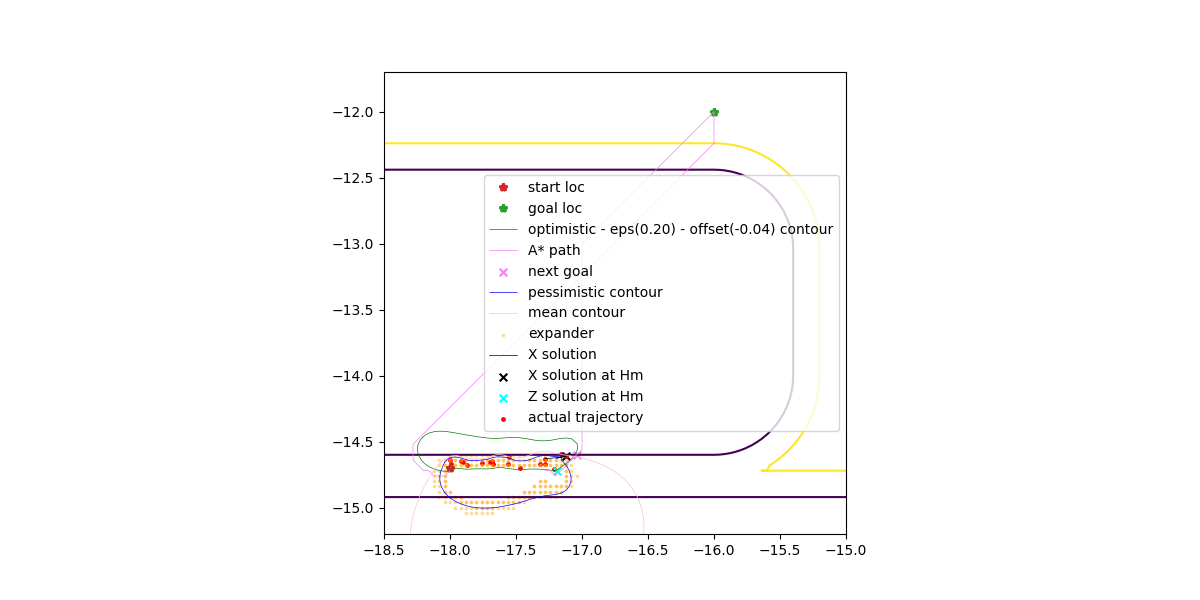 −12.0
−12.5
−13.0
−13.5
−14.0
−14.5
−15.0
start loc
goal loc
optimistic - eps(0.20) - offset(-0.04) contour
A* path
next goal
pessimistic contour
mean contour
expander
X solution
X solution at Hm
Z solution at Hm
actual trajectory
−18.5 −18.0 −17.5 −17.0 −16.5 −16.0 −15.5 −15.0